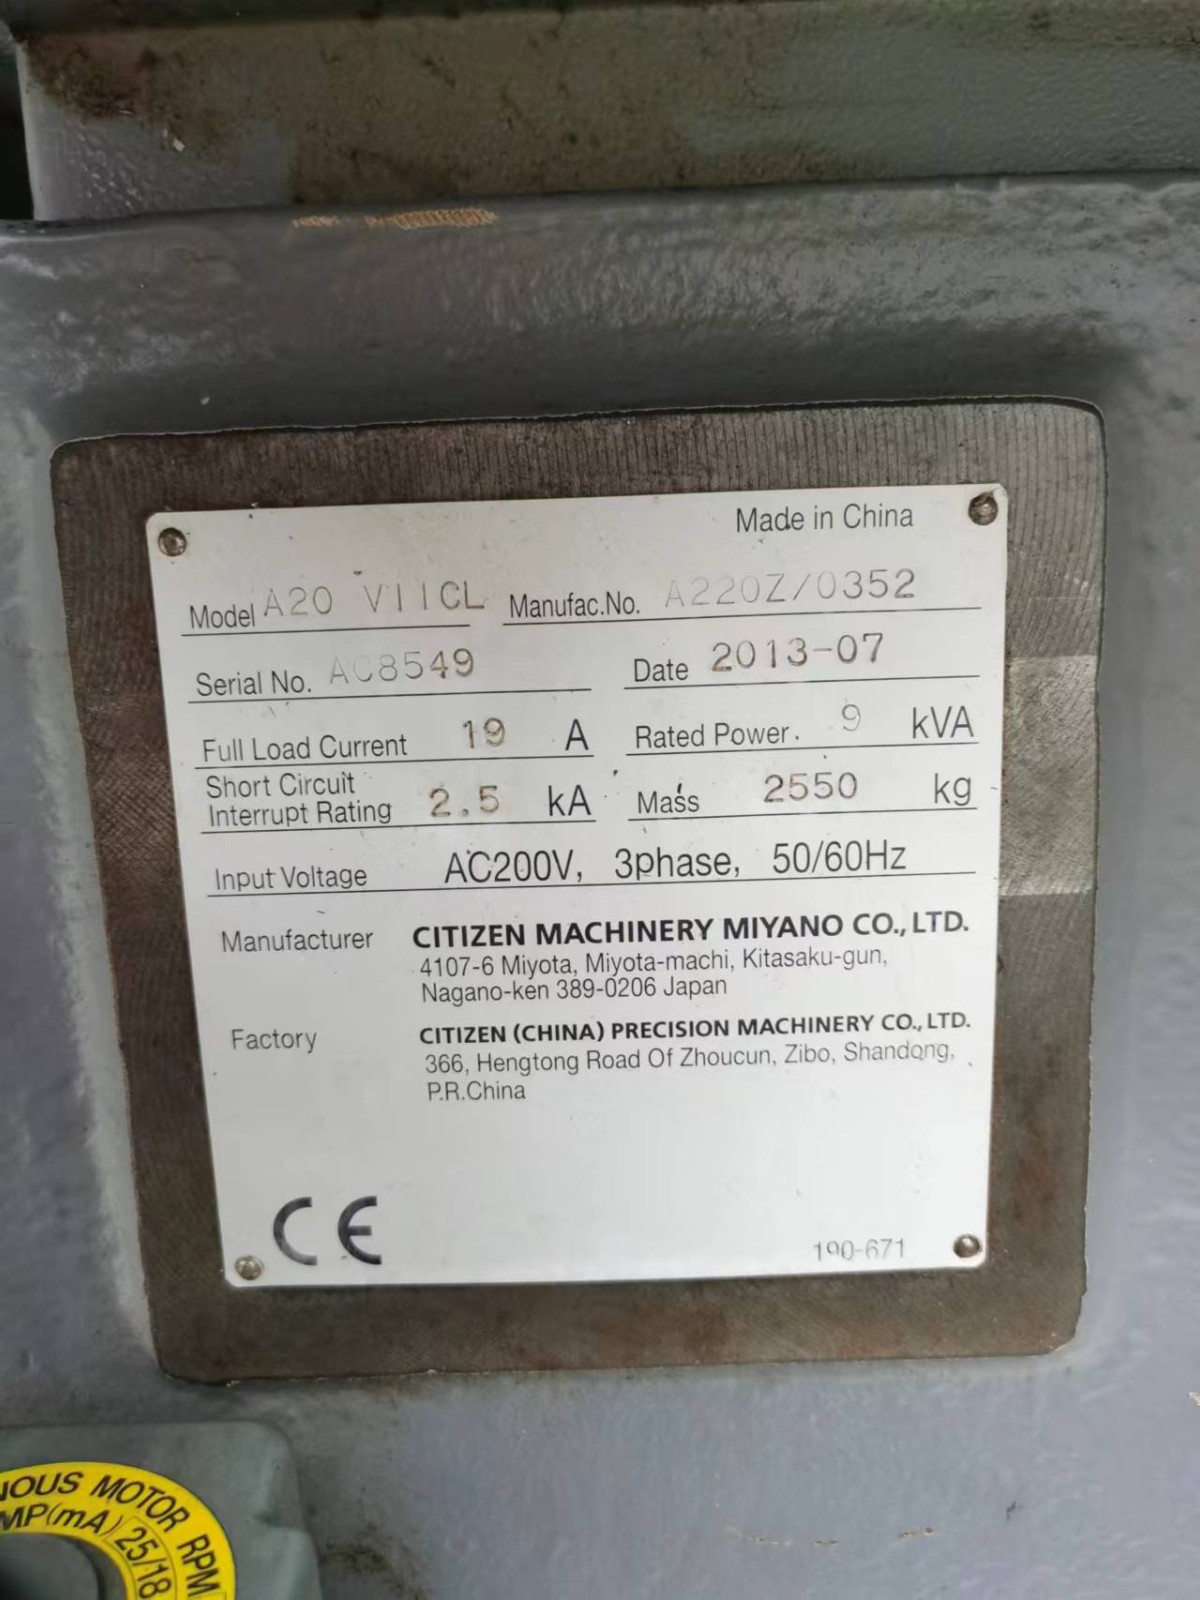 Made in China
Model A20 VIICL Manufac.No. A220Z/0352
Serial No. AC8549 Date 2013-07
Full Load Current 19 A Rated Power. 9 kVA
Short Circuit
Interrupt Rating 2.5 kA Mass 2550 kg
Input Voltage AC200V, 3phase, 50/60Hz
Manufacturer CITIZEN MACHINERY MIYANO CO., LTD.
4107-6 Miyota, Miyota-machi, Kitasaku-gun,
Nagano-ken 389-0206 Japan
Factory CITIZEN (CHINA) PRECISION MACHINERY CO., LTD.
366, Hengtong Road Of Zhoucun, Zibo, Shandong,
P.R.China
CE
190-671
MOTOR RPM
(mA) 25/18